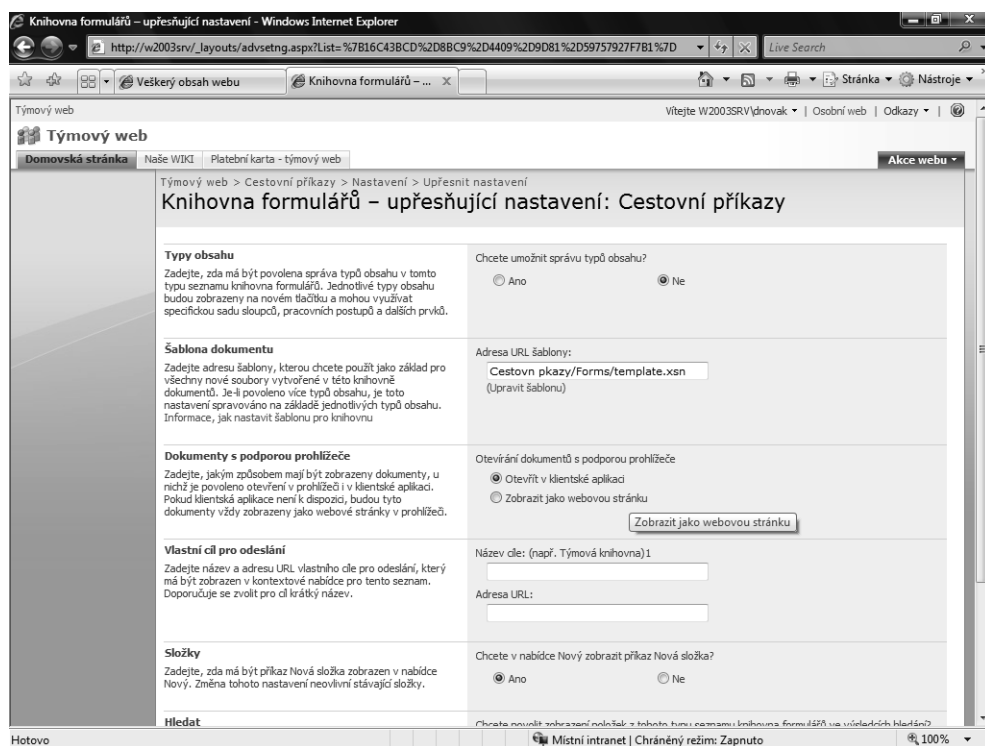 Knihovna formulářů – upřesňující nastavení - Windows Internet Explorer
http://w2003srv/_layouts/advsetng.aspx?List=%7B16C43BCD%2D8BC9%2D4409%2D9D81%2D59757927F7B1%7D
Live Search
Veškerý obsah webu
Knihovna formulářů – ...
Stránka
Nástroje
Týmový web
Vítejte W2003SRV\dnovak | Osobní web | Odkazy |
Týmový web
Domovská stránka
Naše WIKI
Platební karta - týmový web
Akce webu
Týmový web > Cestovní příkazy > Nastavení > Upřesnit nastavení
Knihovna formulářů – upřesňující nastavení: Cestovní příkazy
Typy obsahu
Zadejte, zda má být povolena správa typů obsahu v tomto
typu seznamu knihovna formulářů. Jednotlivé typy obsahu
budou zobrazeny na novém tlačítku a mohou využívat
specifickou sadu sloupců, pracovních postupů a dalších prvků.
Chcete umožnit správu typů obsahu?
Ano
Ne
Šablona dokumentu
Zadejte adresu šablony, kterou chcete použít jako základ pro
všechny nové soubory vytvořené v této knihovně
dokumentů. Je-li povoleno více typů obsahu, je toto
nastavení spravováno na základě jednotlivých typů obsahu.
Informace, jak nastavit šablonu pro knihovnu
Adresa URL šablony:
Cestovn pkazy/Forms/template.xsn
(Upravit šablonu)
Dokumenty s podporou prohlížeče
Zadejte, jakým způsobem mají být zobrazeny dokumenty, u
nichž je povoleno otevření v prohlížeči i v klientské aplikaci.
Pokud klientská aplikace není k dispozici, budou tyto
dokumenty vždy zobrazeny jako webové stránky v prohlížeči.
Otevírání dokumentů s podporou prohlížeče
Otevřít v klientské aplikaci
Zobrazit jako webovou stránku
Zobrazit jako webovou stránku
Vlastní cíl pro odeslání
Zadejte název a adresu URL vlastního cíle pro odeslání, který
má být zobrazen v kontextové nabídce pro tento seznam.
Doporučuje se zvolit pro cíl krátký název.
Název cíle: (např. Týmová knihovna)1
Adresa URL:
Složky
Zadejte, zda má být příkaz Nová složka zobrazen v nabídce
Nový. Změna tohoto nastavení neovlivní stávající složky.
Chcete v nabídce Nový zobrazit příkaz Nová složka?
Ano
Ne
Hledat
Chcete povolit zobrazení položek z tohoto typu seznamu knihovna formulářů ve výsledcích hledání?
Hotovo
Místní intranet | Chráněný režim: Zapnuto
100%